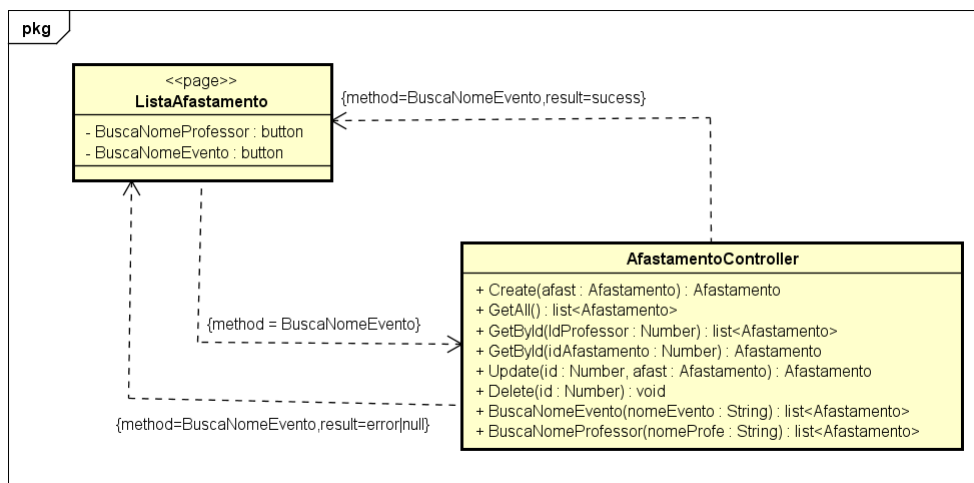 pkg
<<page>>
ListaAfastamento
- BuscaNomeProfessor : button
- BuscaNomeEvento : button
{method=BuscaNomeEvento,result=sucess}
{method = BuscaNomeEvento}
{method=BuscaNomeEvento,result=error|null}
AfastamentoController
+ Create(afast : Afastamento) : Afastamento
+ GetAll() : list<Afastamento>
+ GetById(IdProfessor : Number) : list<Afastamento>
+ GetById(idAfastamento : Number) : Afastamento
+ Update(id : Number, afast : Afastamento) : Afastamento
+ Delete(id : Number) : void
+ BuscaNomeEvento(nomeEvento : String) : list<Afastamento>
+ BuscaNomeProfessor(nomeProfe : String) : list<Afastamento>